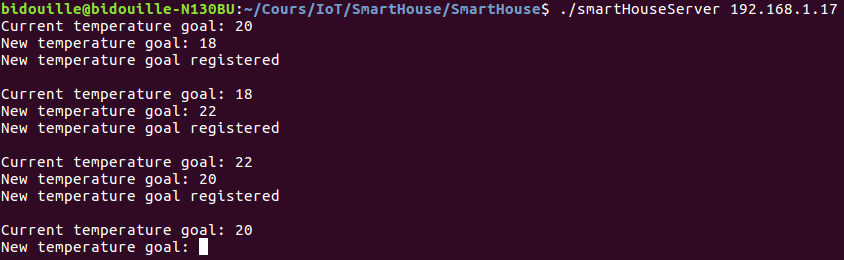 bidouille@bidouille-N130BU:~/Cours/IoT/SmartHouse/SmartHouse$ ./smartHouseServer 192.168.1.17
Current temperature goal: 20
New temperature goal: 18
New temperature goal registered
Current temperature goal: 18
New temperature goal: 22
New temperature goal registered
Current temperature goal: 22
New temperature goal: 20
New temperature goal registered
Current temperature goal: 20
New temperature goal: